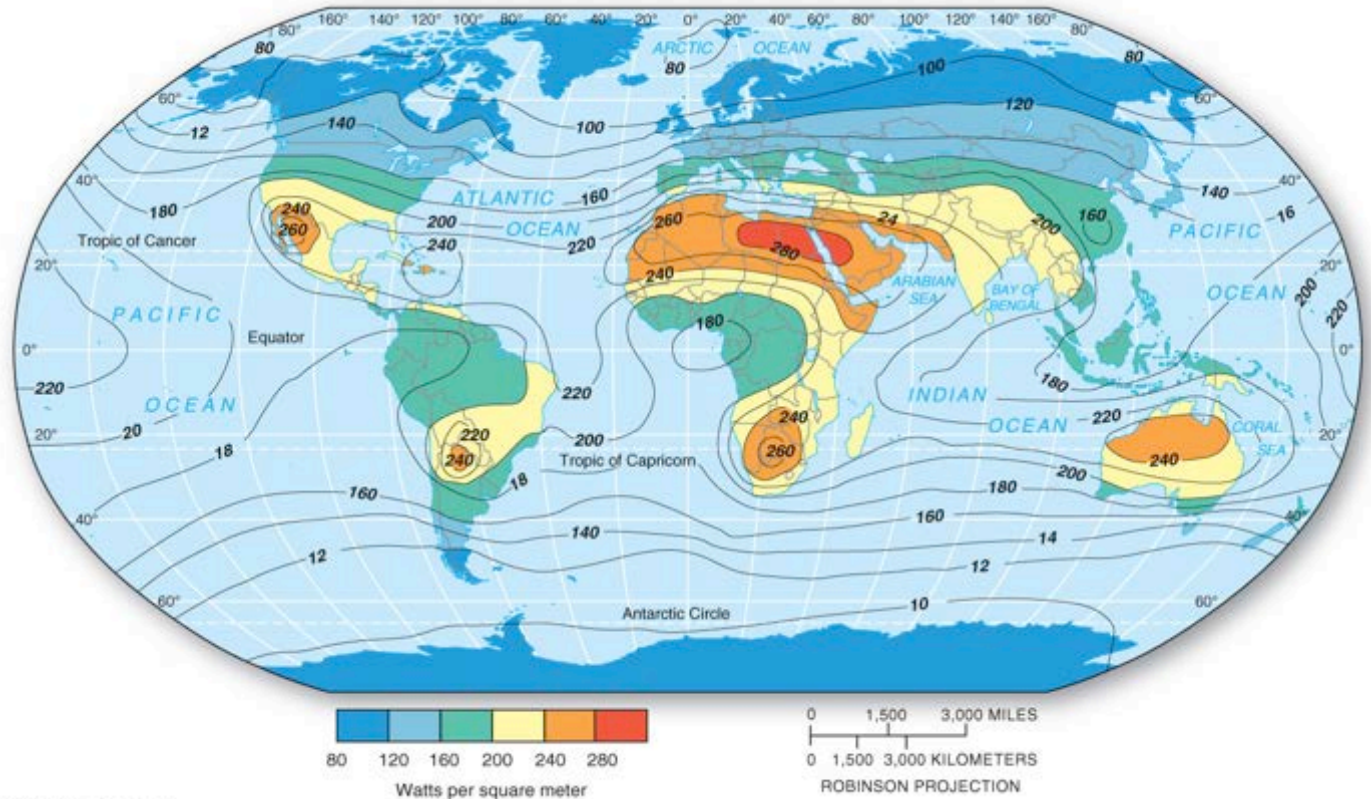 160° 120° 100° 80° 60° 40° 20° 0° 20° 40° 60° 80° 100° 120° 140° 160°
80° 80°
80 ARCTIC OCEAN 80
80 100
60° 60°
12 140 100 120
40° 160 140 40°
180 ATLANTIC 16
240 200 OCEAN 260 24 200 160 PACIFIC
260 220
Tropic of Cancer 240 280
20° 240 ARABIAN SEA BAY OF BENGAL 20°
OCEAN 200
PACIFIC 180 220
Equator
0° 0°
220 220 INDIAN 180
OCEAN 240 OCEAN 220
20 220 200 CORAL SEA
20° 20°
18 240 Tropic of Capricorn 260 200 240
18 180
160 160
40° 140 14 40°
12 12
60° 10 60°
Antarctic Circle
80 120 160 200 240 280
Watts per square meter
0 1,500 3,000 MILES
0 1,500 3,000 KILOMETERS
ROBINSON PROJECTION